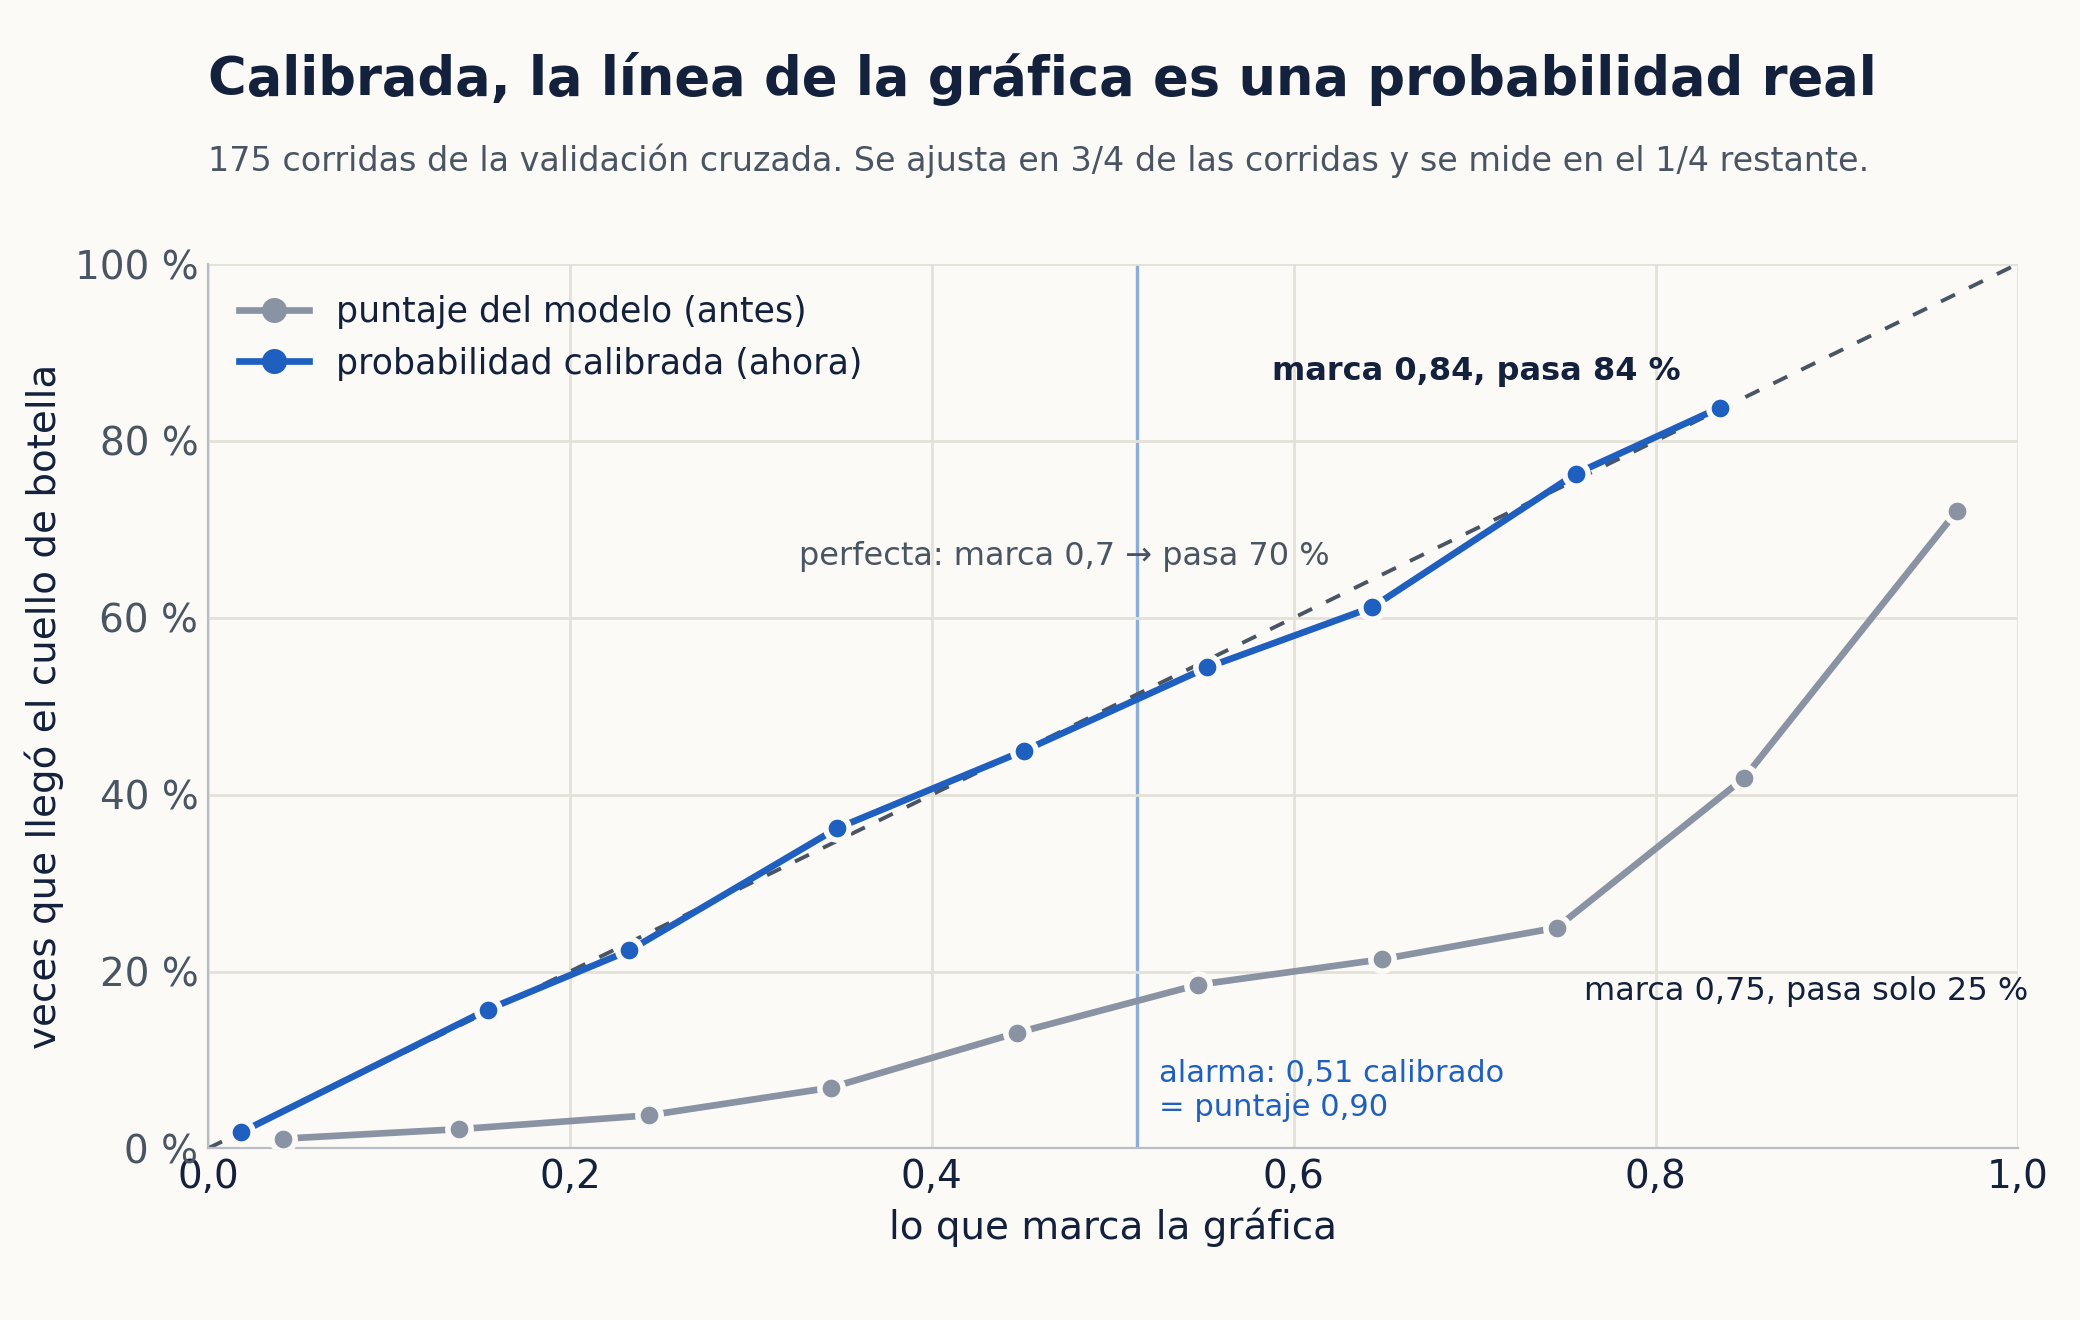 Calibrada, la línea de la gráfica es una probabilidad real
175 corridas de la validación cruzada. Se ajusta en 3/4 de las corridas y se mide en el 1/4 restante.
100 %
80 %
60 %
40 %
20 %
0 %
veces que llegó el cuello de botella
puntaje del modelo (antes)
probabilidad calibrada (ahora)
marca 0,84, pasa 84 %
perfecta: marca 0,7 → pasa 70 %
marca 0,75, pasa solo 25 %
alarma: 0,51 calibrado
= puntaje 0,90
0,0 0,2 0,4 0,6 0,8 1,0
lo que marca la gráfica